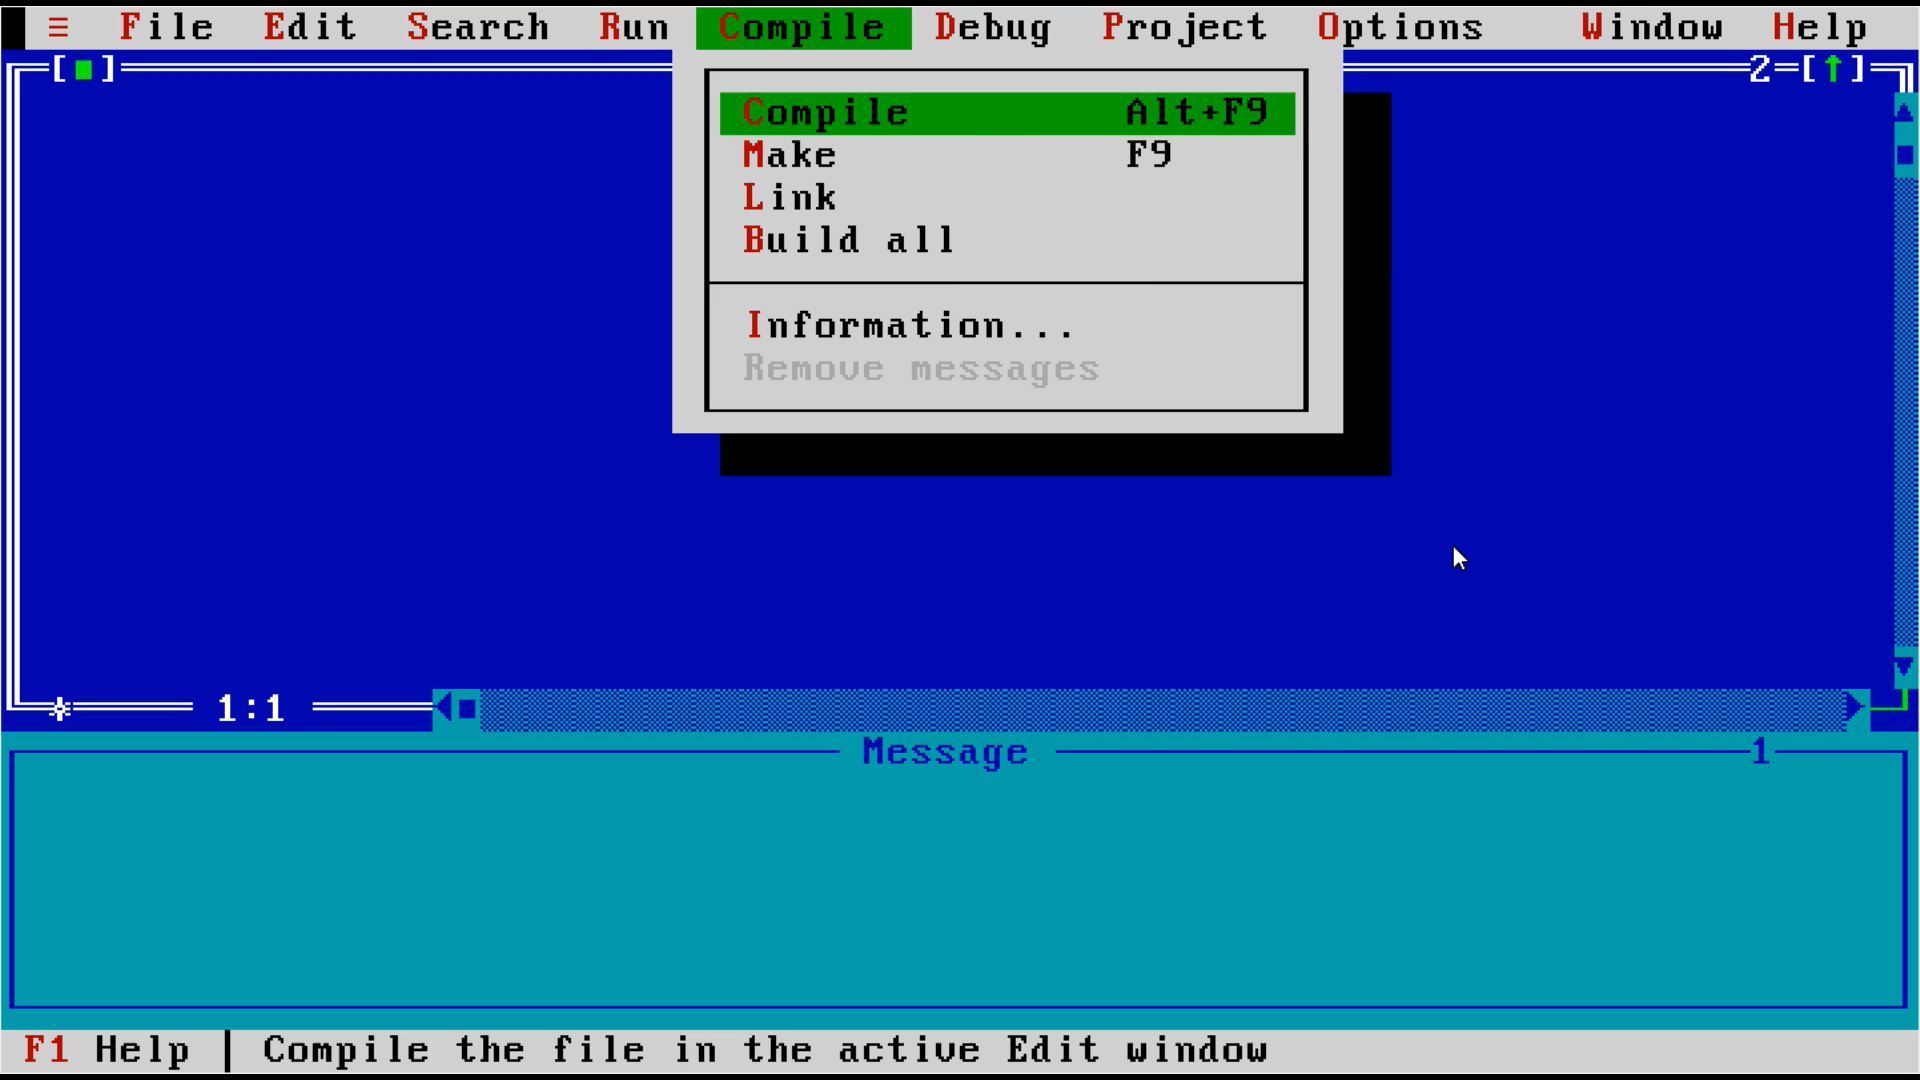 ≡ File Edit Search Run Compile Debug Project Options Window Help
[■] 2=[↑]
Compile Alt+F9
Make F9
Link
Build all
Information...
Remove messages
1:1
Message 1
F1 Help | Compile the file in the active Edit window